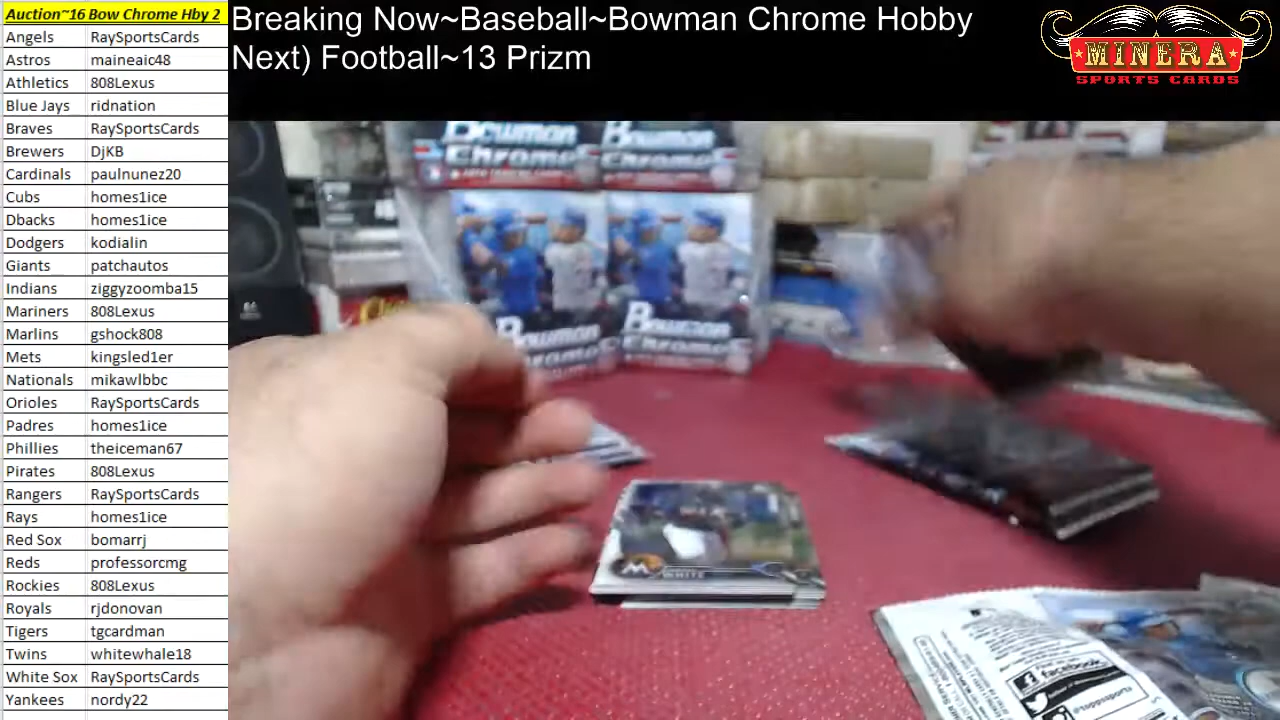 Auction~16 Bow Chrome Hby 2
Angels RaySportsCards
Astros maineaic48
Athletics 808Lexus
Blue Jays ridnation
Braves RaySportsCards
Brewers DjKB
Cardinals paulnunez20
Cubs homes1ice
Dbacks homes1ice
Dodgers kodialin
Giants patchautos
Indians ziggyzoomba15
Mariners 808Lexus
Marlins gshock808
Mets kingsled1er
Nationals mikawlbbc
Orioles RaySportsCards
Padres homes1ice
Phillies theiceman67
Pirates 808Lexus
Rangers RaySportsCards
Rays homes1ice
Red Sox bomarrj
Reds professorcmg
Rockies 808Lexus
Royals rjdonovan
Tigers tgcardman
Twins whitewhale18
White Sox RaySportsCards
Yankees nordy22
Breaking Now~Baseball~Bowman Chrome Hobby
Next) Football~13 Prizm
MINERA
SPORTS CARDS
Bowman Chrome
Bowman Chrome
Bowman Chrome
Bowman Chrome
WHITE
facebook